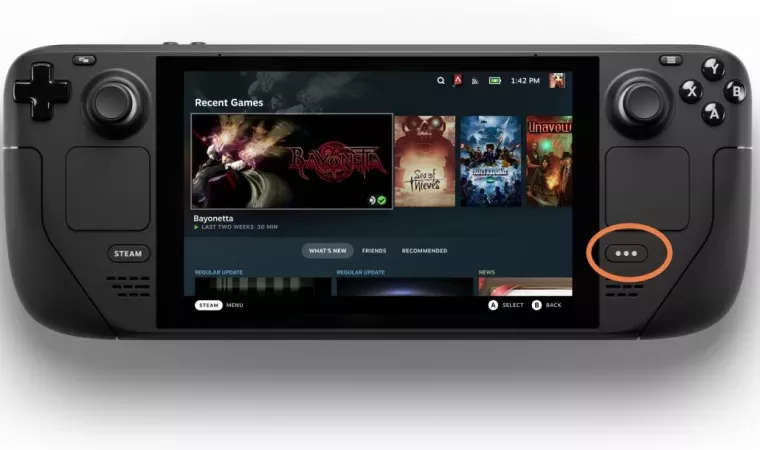 1:42 PM
Recent Games
BAYONETTA
Sea of Thieves
Unavowed
Bayonetta
LAST TWO WEEKS: 30 MIN
WHAT'S NEW
FRIENDS
RECOMMENDED
REGULAR UPDATE
REGULAR UPDATE
NEWS
STEAM MENU
A SELECT
B BACK
STEAM
•••
Y
X
B
A